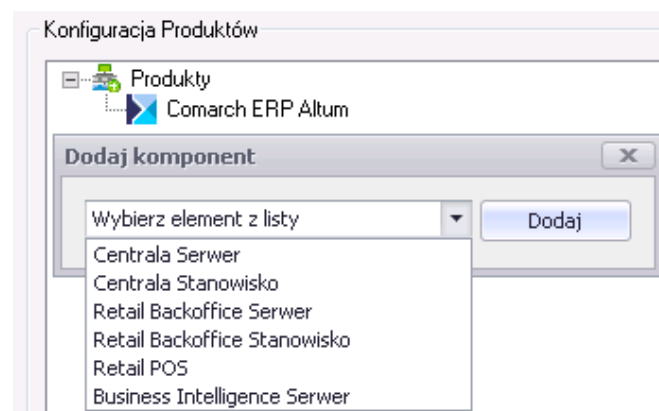 Konfiguracja Produktów
Produkty
Comarch ERP Altum
Dodaj komponent
Wybierz element z listy
Dodaj
Centrala Serwer
Centrala Stanowisko
Retail Backoffice Serwer
Retail Backoffice Stanowisko
Retail POS
Business Intelligence Serwer